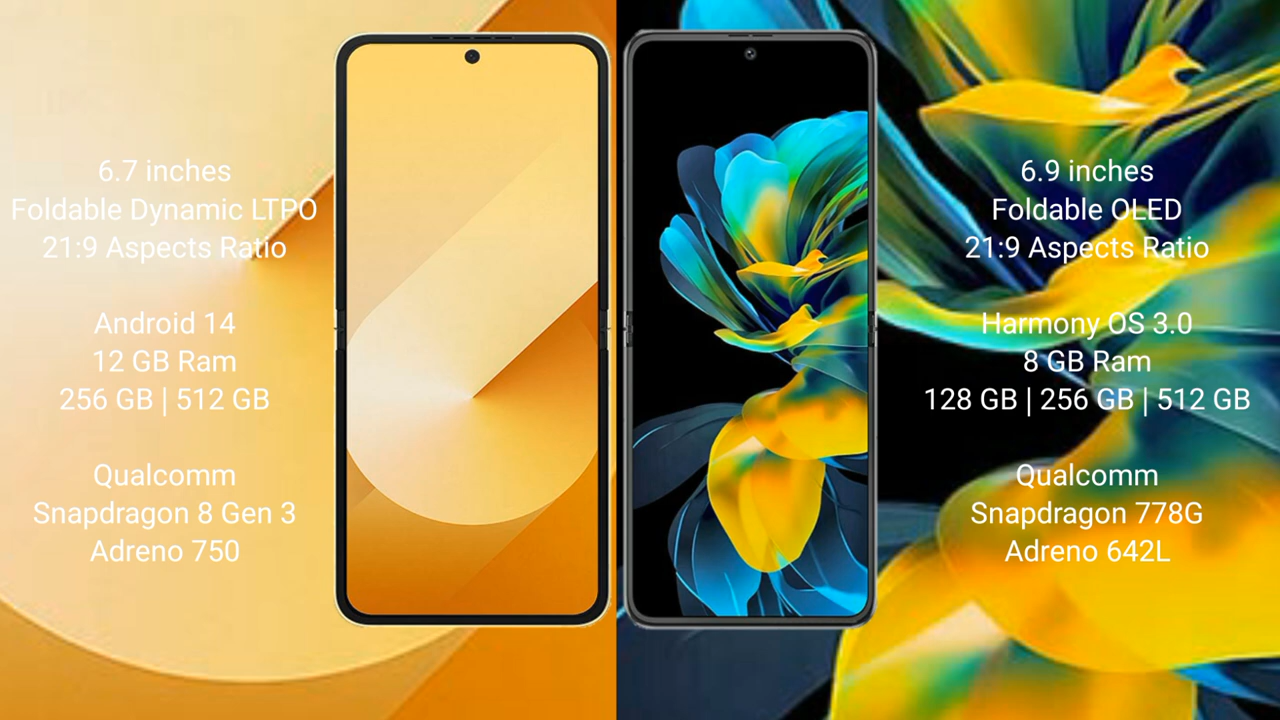 6.7 inches
Foldable Dynamic LTPO
21:9 Aspects Ratio
Android 14
12 GB Ram
256 GB | 512 GB
Qualcomm
Snapdragon 8 Gen 3
Adreno 750
6.9 inches
Foldable OLED
21:9 Aspects Ratio
Harmony OS 3.0
8 GB Ram
128 GB | 256 GB | 512 GB
Qualcomm
Snapdragon 778G
Adreno 642L